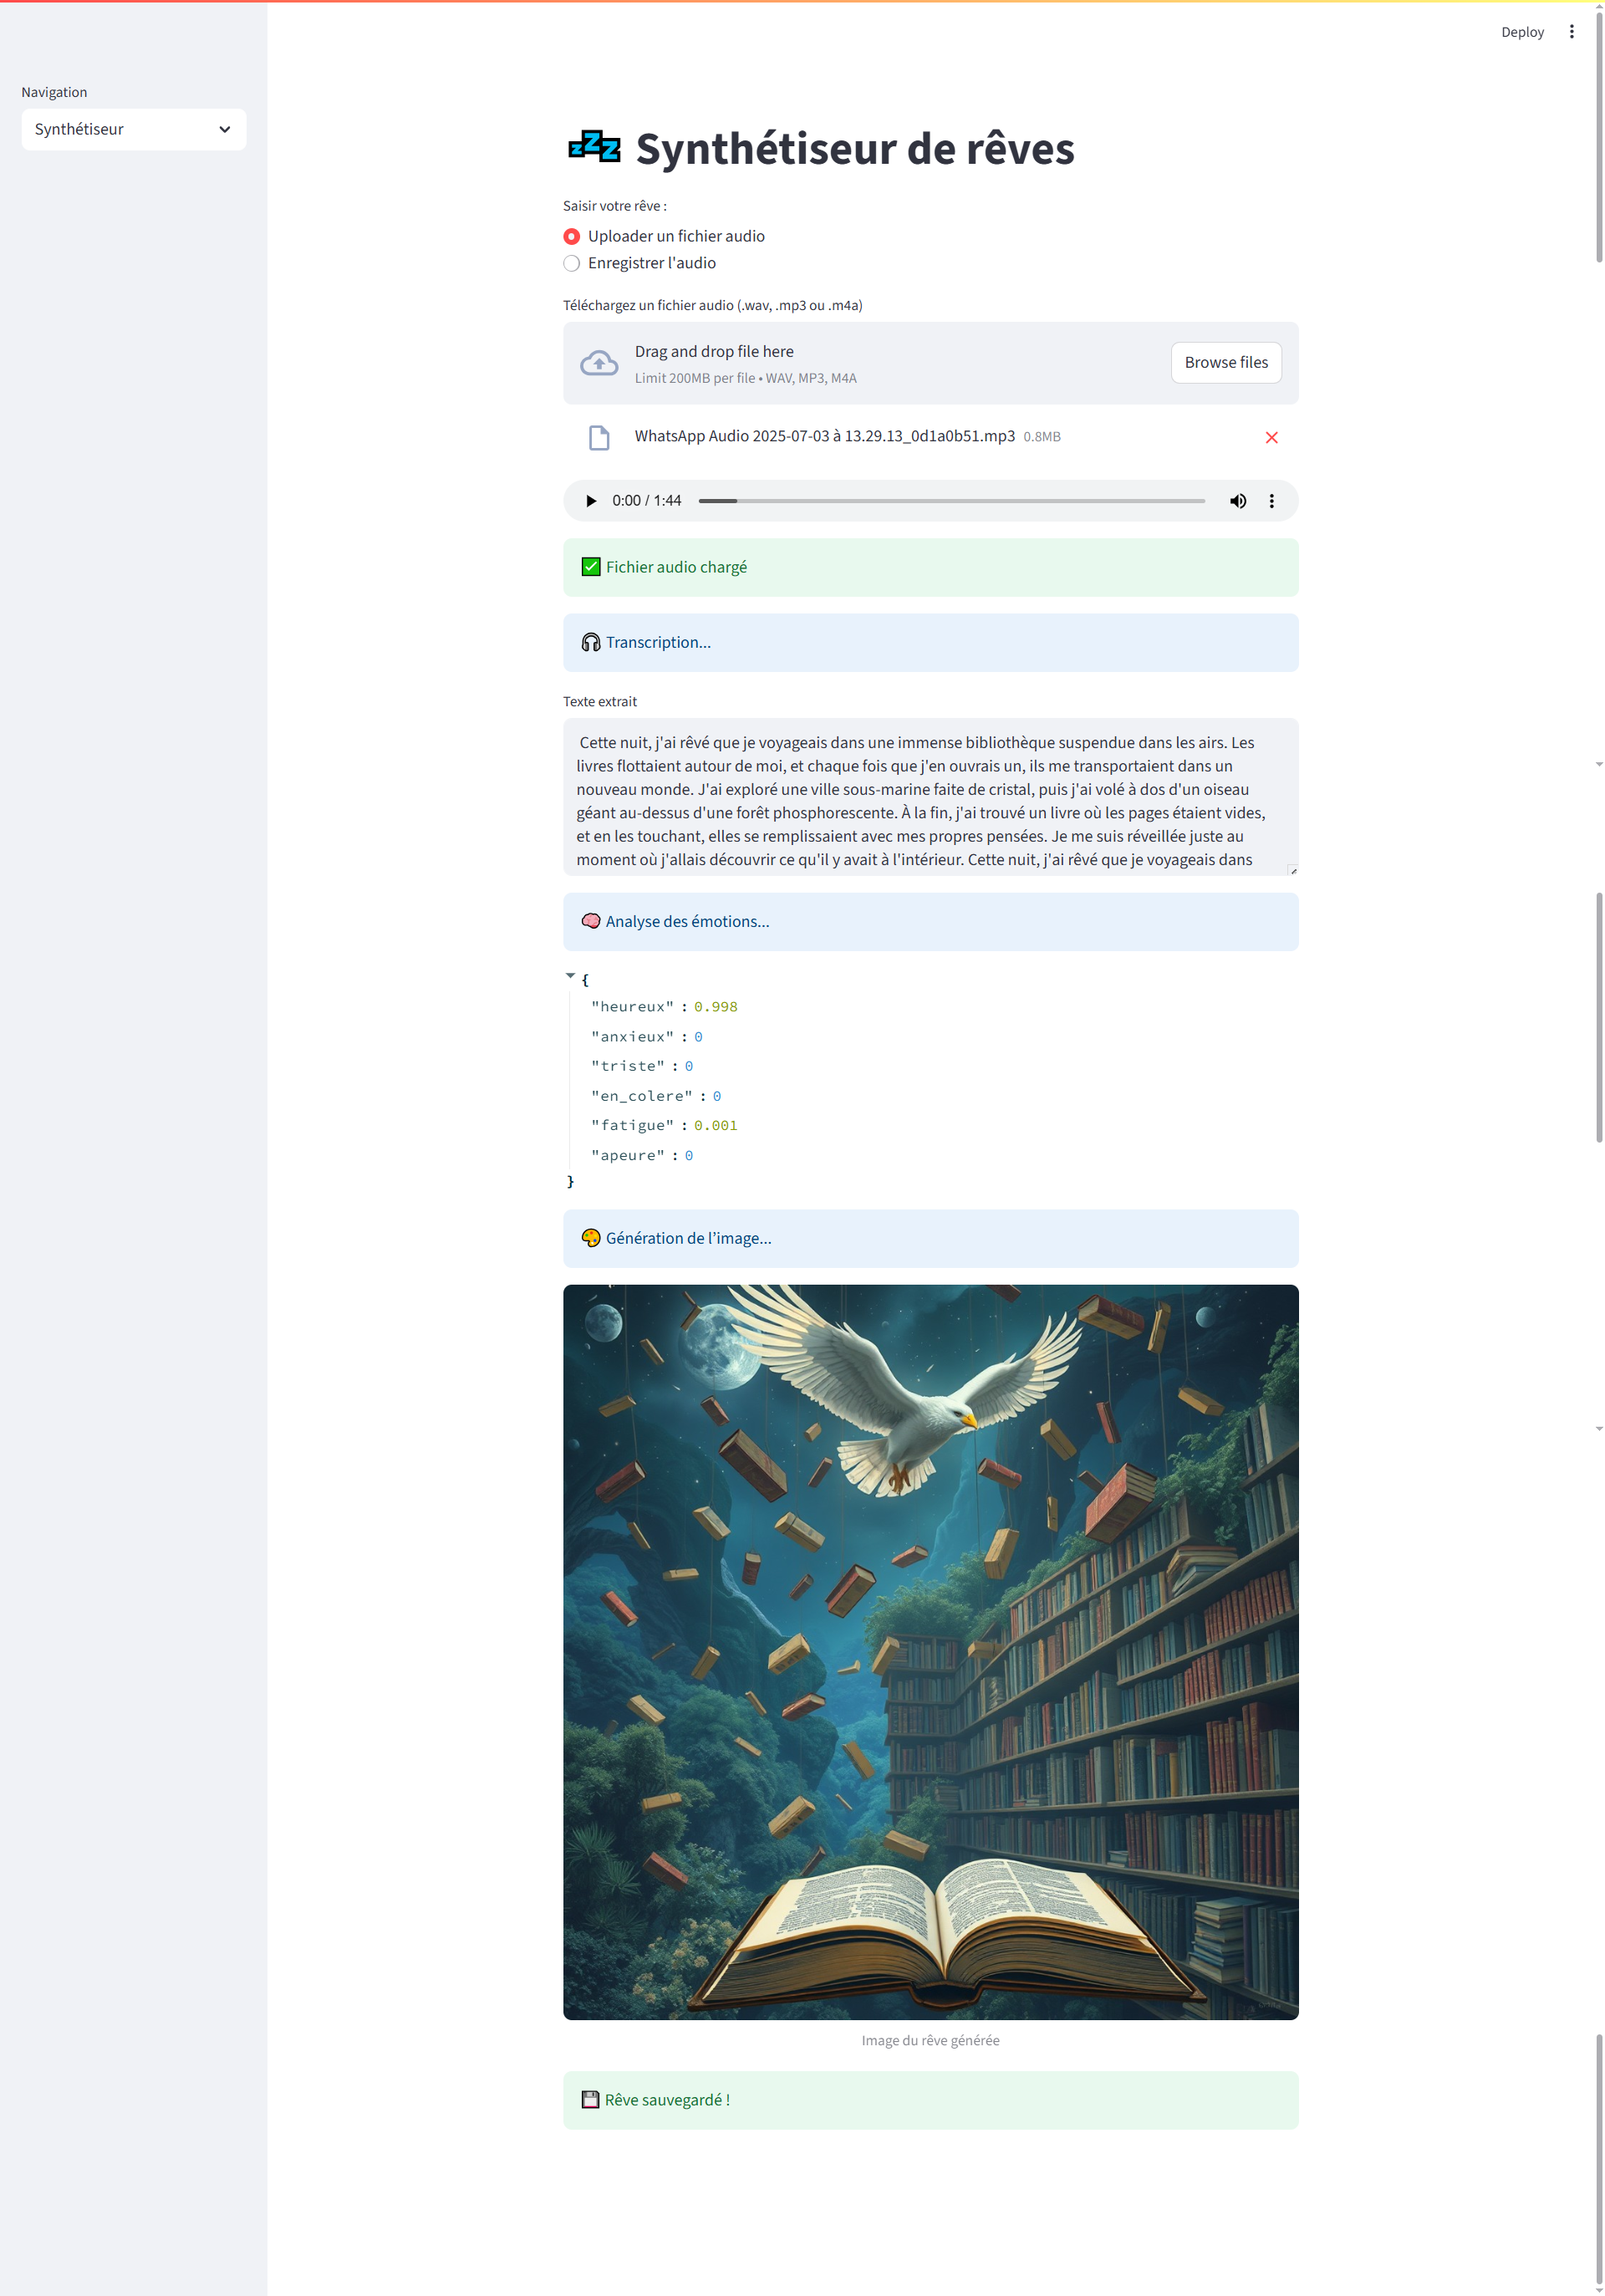 Deploy
Navigation
Synthétiseur
💤 Synthétiseur de rêves
Saisir votre rêve :
Uploader un fichier audio
Enregistrer l'audio
Téléchargez un fichier audio (.wav, .mp3 ou .m4a)
Drag and drop file here
Limit 200MB per file • WAV, MP3, M4A
Browse files
WhatsApp Audio 2025-07-03 à 13.29.13_0d1a0b51.mp3 0.8MB
0:00 / 1:44
✅ Fichier audio chargé
🎧 Transcription...
Texte extrait
Cette nuit, j'ai rêvé que je voyageais dans une immense bibliothèque suspendue dans les airs. Les
livres flottaient autour de moi, et chaque fois que j'en ouvrais un, ils me transportaient dans un
nouveau monde. J'ai exploré une ville sous-marine faite de cristal, puis j'ai volé à dos d'un oiseau
géant au-dessus d'une forêt phosphorescente. À la fin, j'ai trouvé un livre où les pages étaient vides,
et en les touchant, elles se remplissaient avec mes propres pensées. Je me suis réveillée juste au
moment où j'allais découvrir ce qu'il y avait à l'intérieur. Cette nuit, j'ai rêvé que je voyageais dans
🧠 Analyse des émotions...
{
"heureux" : 0.998
"anxieux" : 0
"triste" : 0
"en_colere" : 0
"fatigue" : 0.001
"apeure" : 0
}
🎨 Génération de l’image...
Image du rêve générée
💾 Rêve sauvegardé !